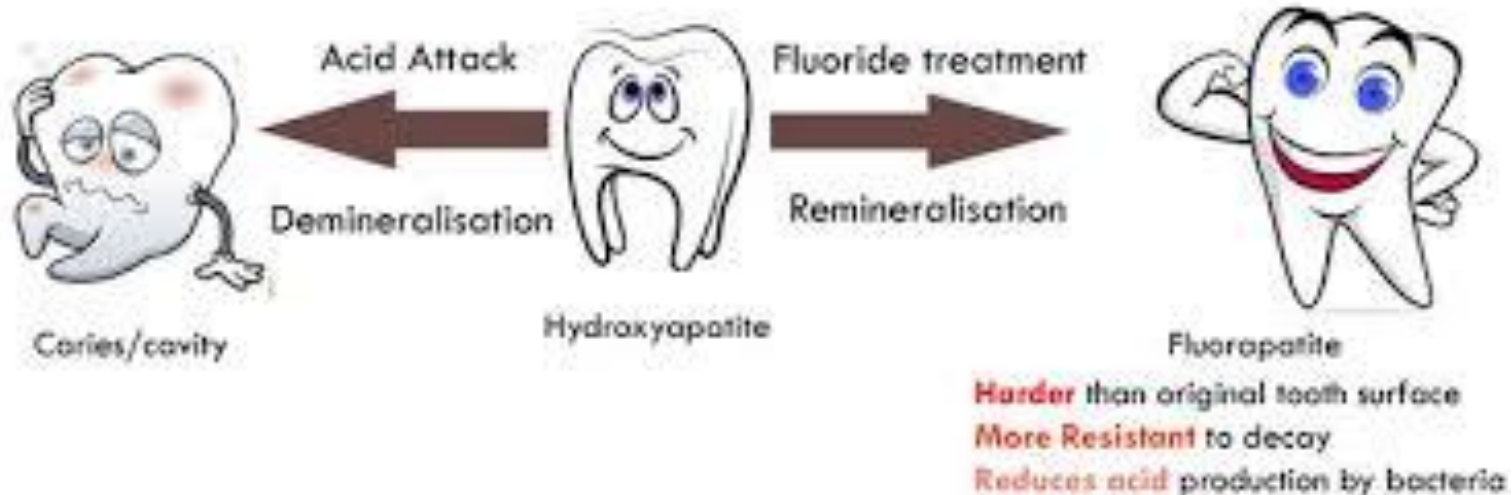 Acid Attack
Demineralisation
Caries/cavity
Hydroxyapatite
Fluoride treatment
Remineralisation
Fluorapatite
Harder than original tooth surface
More Resistant to decay
Reduces acid production by bacteria